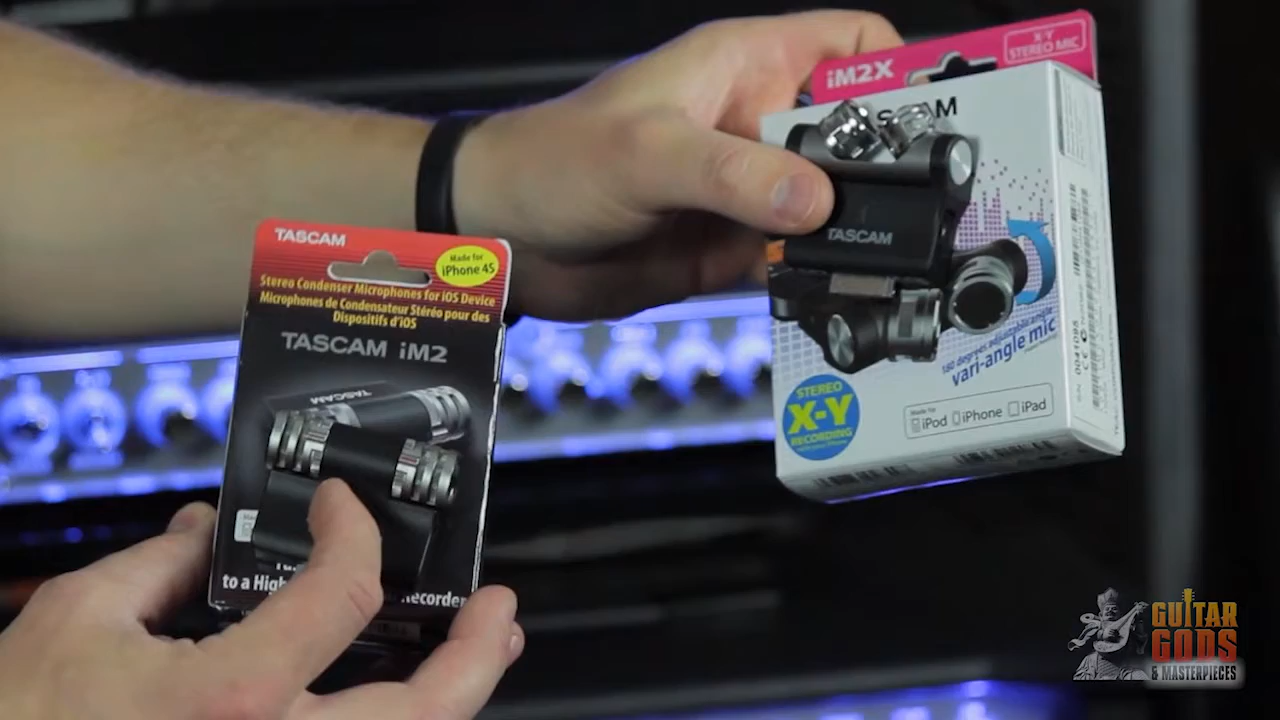 TASCAM
Made for
iPhone 4S
Stereo Condenser Microphones for iOS Device
Microphones de Condensateur Stéréo pour des
Dispositifs d'iOS
TASCAM iM2
TASCAM
to a High
Recorder
iM2X
X-Y
STEREO MIC
TASCAM
180 degrees adjustable angle
vari-angle mic
STEREO
X-Y
RECORDING
Made for
iPod iPhone iPad
0041095
GUITAR
GODS
& MASTERPIECES